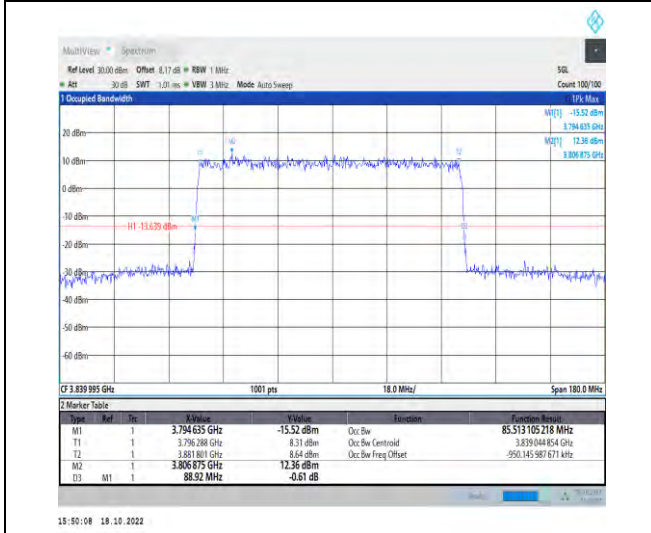 MultiView Spectrum
Ref Level 30.00 dBm Offset 8.17 dB RBW 1 MHz SGL
Att 30 dB SWT 1.01 ms VBW 3 MHz Mode Auto Sweep Count 100/100
1 Occupied Bandwidth 1Pk Max
M1[1] -15.52 dBm
3.794 635 GHz
M2[1] 12.36 dBm
3.806 875 GHz
20 dBm
T1 M2 T2
10 dBm
0 dBm
-10 dBm
M1
H1 -13.639 dBm
D3
-20 dBm
-30 dBm
-40 dBm
-50 dBm
-60 dBm
CF 3.839 995 GHz 1001 pts 18.0 MHz/ Span 180.0 MHz
2 Marker Table
Type Ref Trc X-Value Y-Value Function Function Result
M1 1 3.794 635 GHz -15.52 dBm Occ Bw 85.513 105 218 MHz
T1 1 3.796 288 GHz 8.31 dBm Occ Bw Centroid 3.839 044 854 GHz
T2 1 3.881 801 GHz 8.64 dBm Occ Bw Freq Offset -950.145 987 671 kHz
M2 1 3.806 875 GHz 12.36 dBm
D3 M1 1 88.92 MHz -0.61 dB
15:50:08 18.10.2022